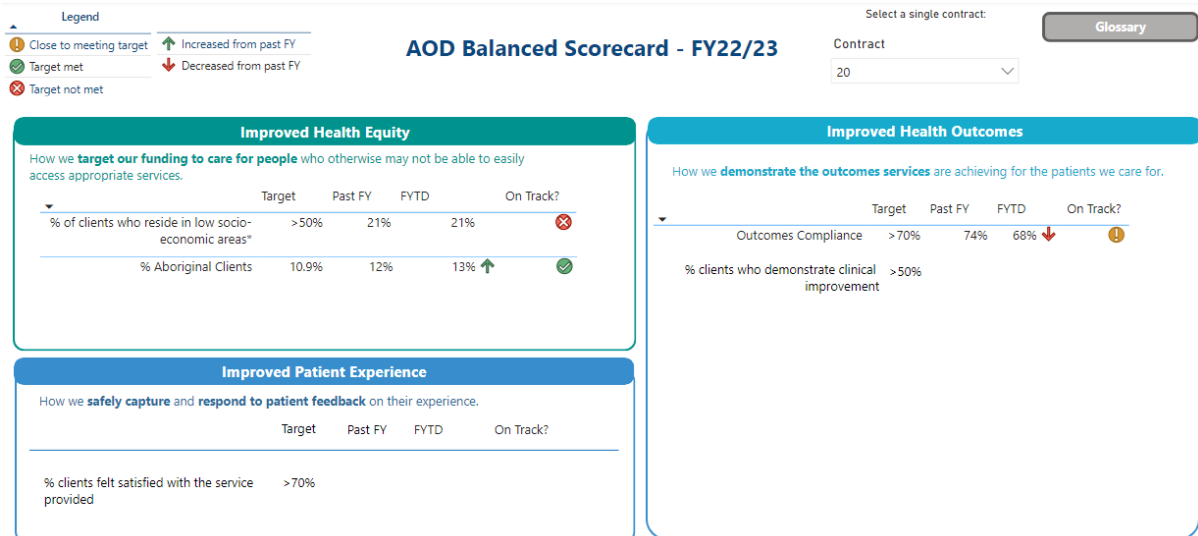 Legend
Close to meeting target
Target met
Target not met
Increased from past FY
Decreased from past FY
AOD Balanced Scorecard - FY22/23
Select a single contract:
Contract
20
Glossary
Improved Health Equity
How we target our funding to care for people who otherwise may not be able to easily
access appropriate services.
Target Past FY FYTD On Track?
% of clients who reside in low socio- >50% 21% 21%
economic areas*
% Aboriginal Clients 10.9% 12% 13%
Improved Patient Experience
How we safely capture and respond to patient feedback on their experience.
Target Past FY FYTD On Track?
% clients felt satisfied with the service >70%
provided
Improved Health Outcomes
How we demonstrate the outcomes services are achieving for the patients we care for.
Target Past FY FYTD On Track?
Outcomes Compliance >70% 74% 68%
% clients who demonstrate clinical >50%
improvement